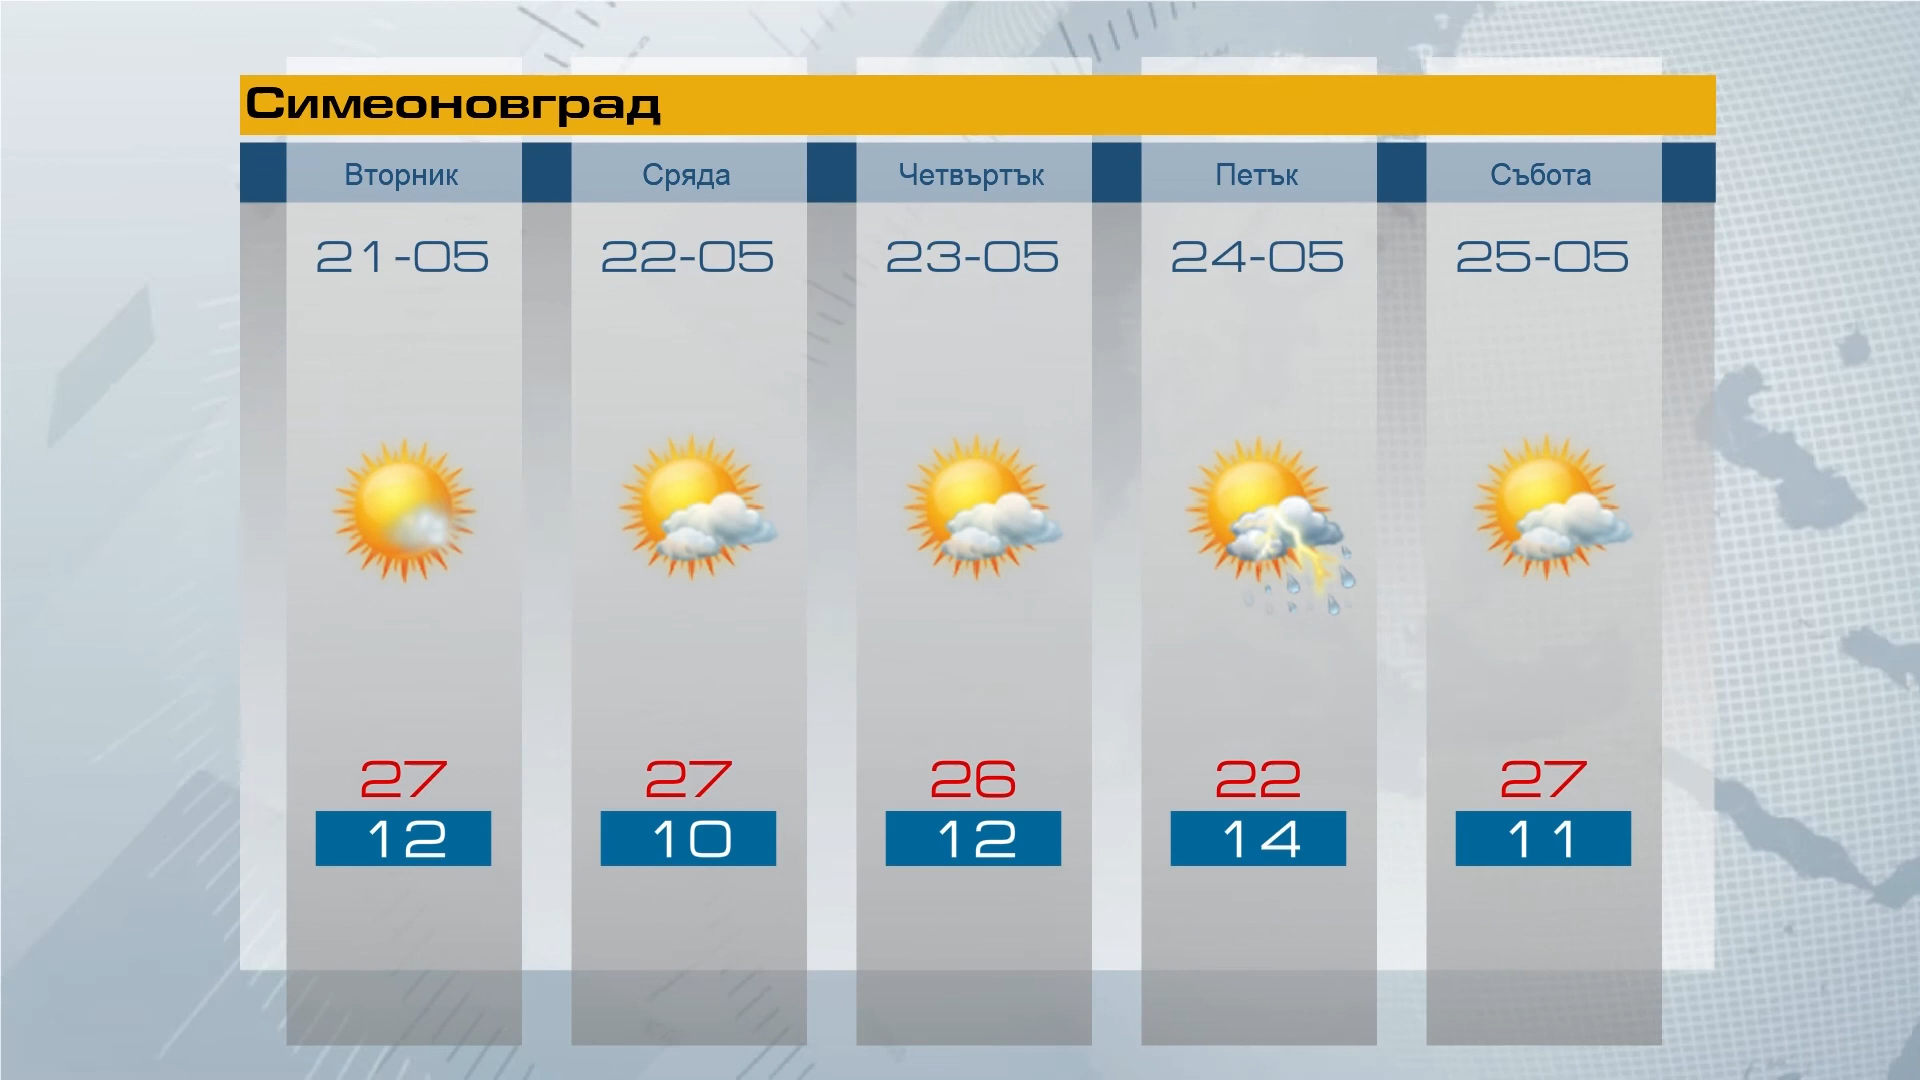 Симеоновград
Вторник Сряда Четвъртък Петък Събота
21-05 22-05 23-05 24-05 25-05
27 27 26 22 27
12 10 12 14 11